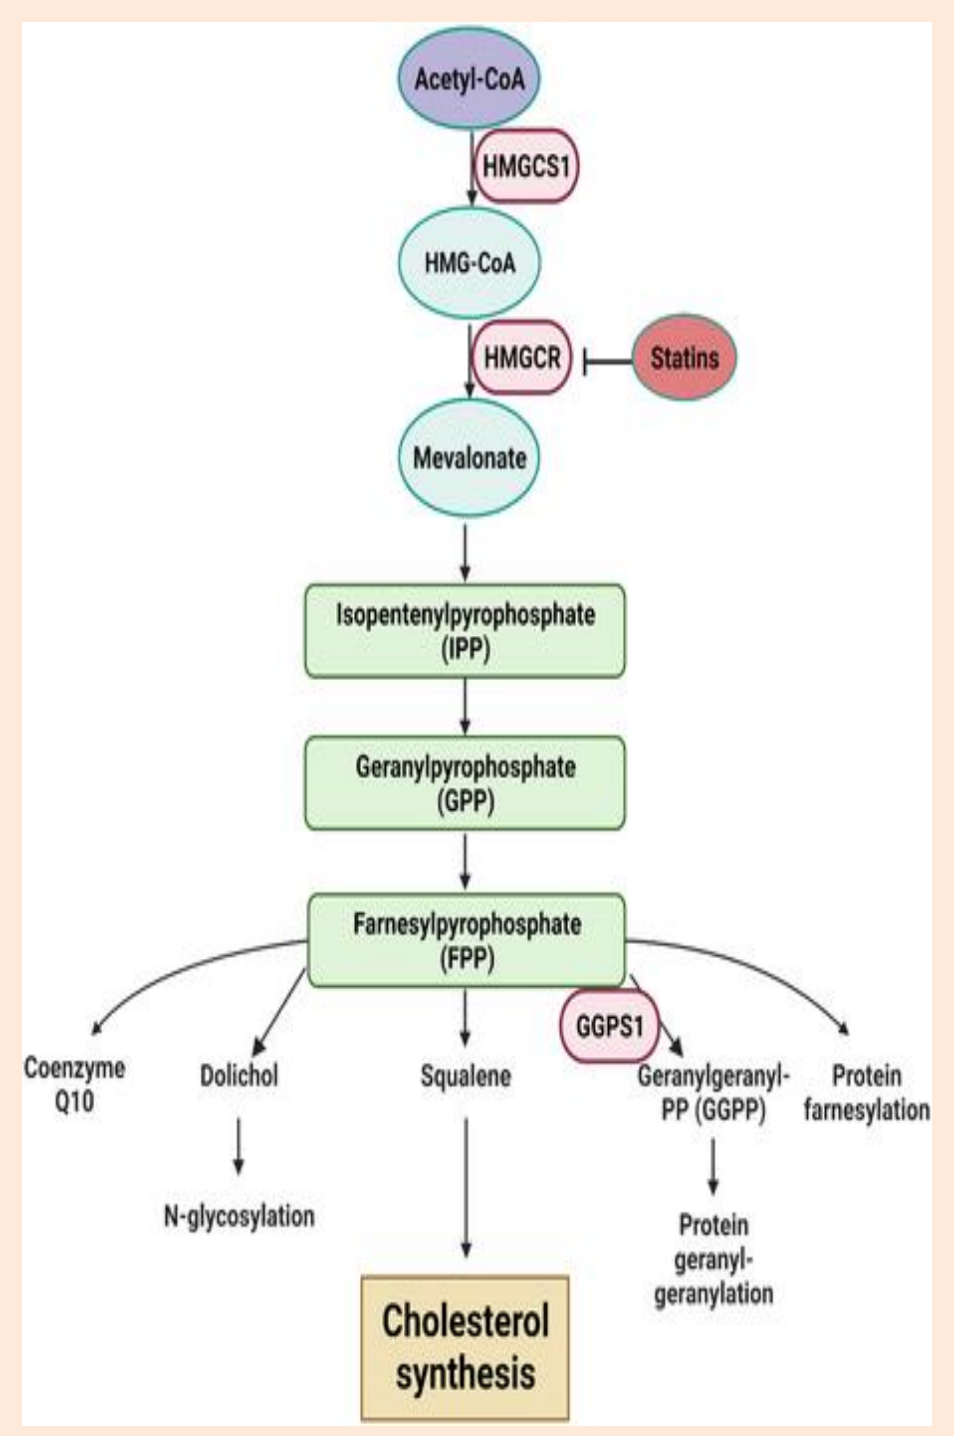 Acetyl-CoA
HMGCS1
HMG-CoA
HMGCR
Statins
Mevalonate
Isopentenylpyrophosphate
(IPP)
Geranylpyrophosphate
(GPP)
Farnesylpyrophosphate
(FPP)
GGPS1
Coenzyme
Q10
Dolichol
Squalene
Geranylgeranyl-
PP (GGPP)
Protein
farnesylation
N-glycosylation
Protein
geranyl-
geranylation
Cholesterol
synthesis